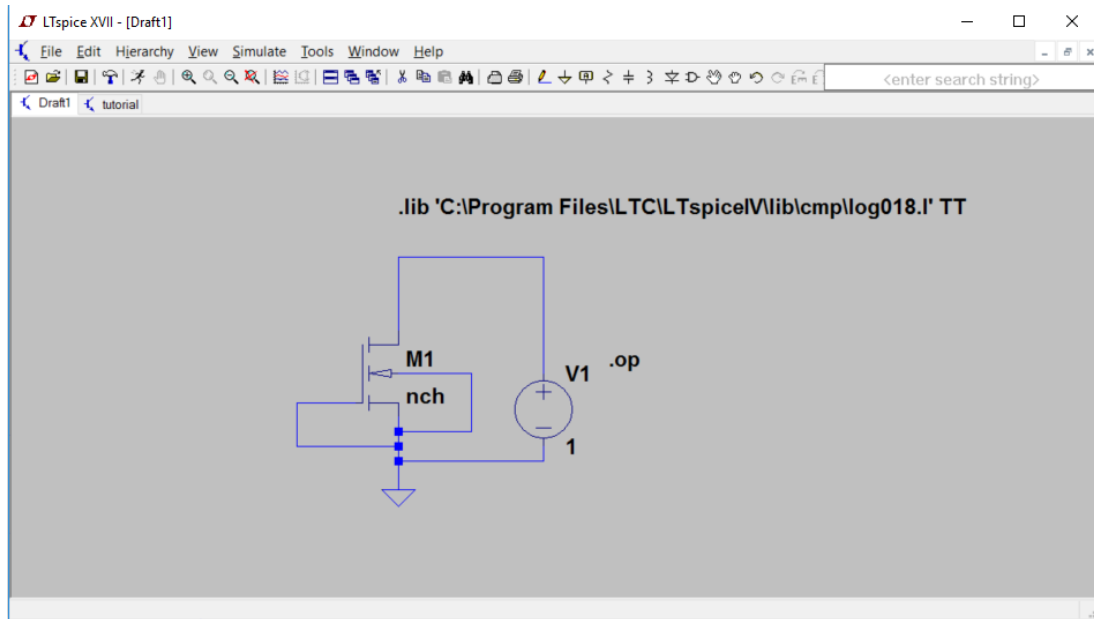 LTspice XVII - [Draft1]
File Edit Hierarchy View Simulate Tools Window Help
<enter search string>
Draft1 tutorial
.lib 'C:\Program Files\LTC\LTspiceIV\lib\cmp\log018.l' TT
M1
nch
V1
.op
1